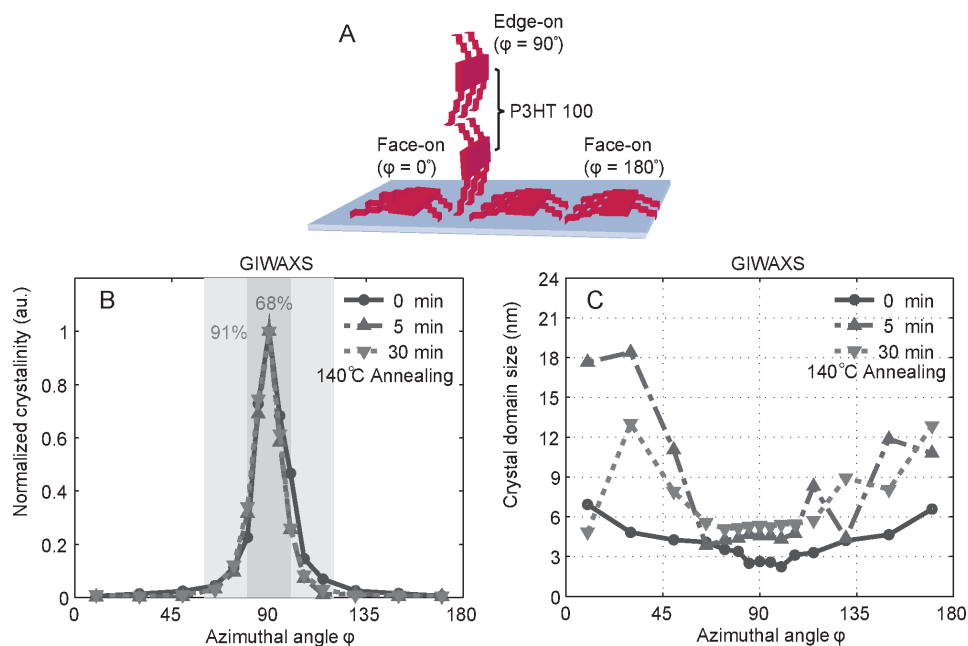 A
Edge-on
(φ = 90°)
P3HT 100
Face-on
(φ = 0°)
Face-on
(φ = 180°)
GIWAXS
B
68%
91%
0 min
5 min
30 min
140°C Annealing
Normalized crystalinity (au.)
1
0.8
0.6
0.4
0.2
0
0
45
90
135
180
Azimuthal angle φ
GIWAXS
C
0 min
5 min
30 min
140°C Annealing
Crystal domain size (nm)
24
21
18
15
12
9
6
3
0
0
45
90
135
180
Azimuthal angle φ